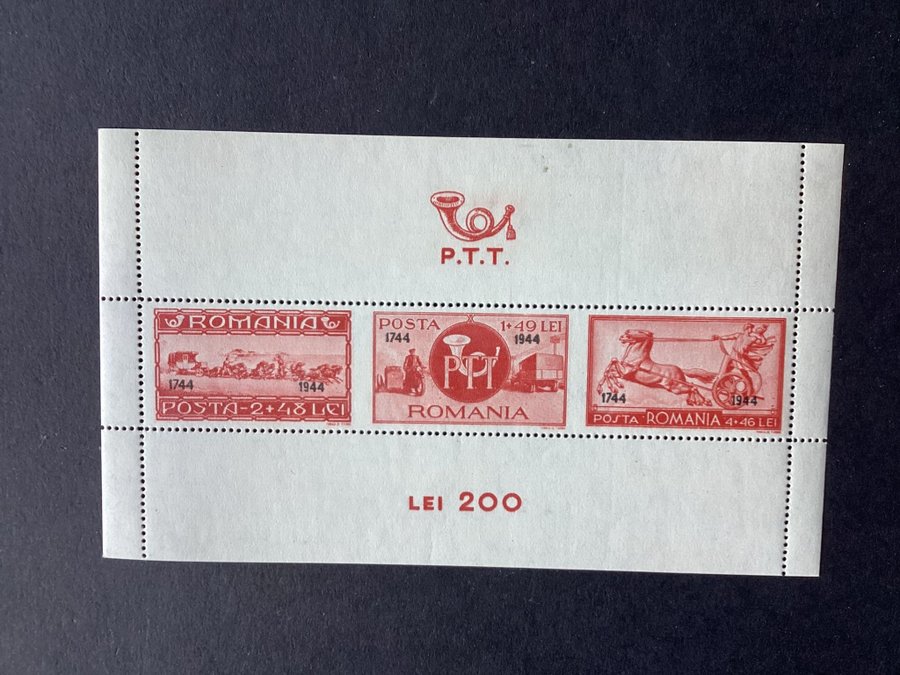 P.T.T.
ROMANIA
1744 1944
POSTA-2+48 LEI
POSTA 1+49 LEI
1744 1944
PTT
ROMANIA
1744 1944
POSTA ROMANIA 4+46 LEI
LEI 200